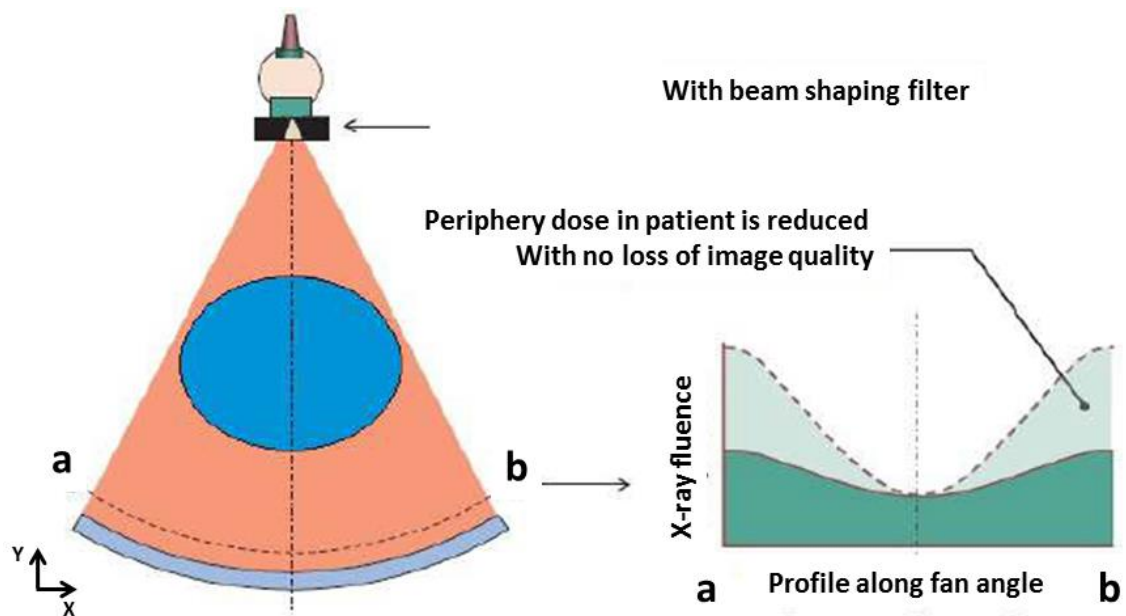 With beam shaping filter
Periphery dose in patient is reduced
With no loss of image quality
a
b
X-ray fluence
Y
X
a
Profile along fan angle
b